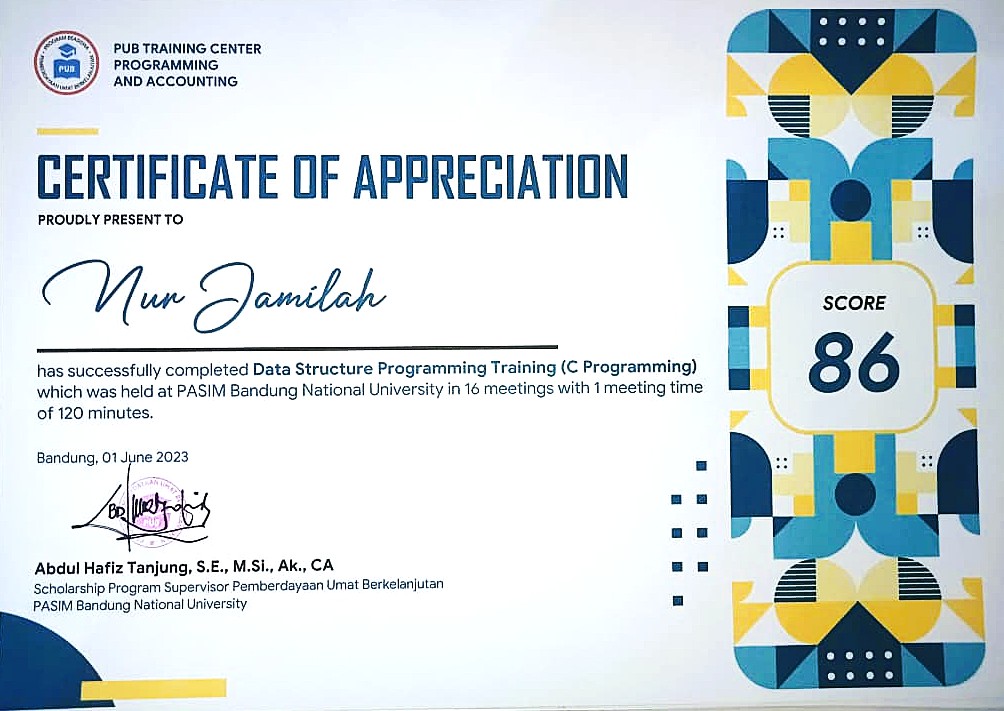 PROGRAM BEASISWA
PEMBERDAYAAN UMAT BERKELANJUTAN
PUB
PUB TRAINING CENTER
PROGRAMMING
AND ACCOUNTING
CERTIFICATE OF APPRECIATION
PROUDLY PRESENT TO
Nur Jamilah
has successfully completed Data Structure Programming Training (C Programming)
which was held at PASIM Bandung National University in 16 meetings with 1 meeting time
of 120 minutes.
SCORE
86
Bandung, 01 June 2023
PUB
Abdul Hafiz Tanjung, S.E., M.Si., Ak., CA
Scholarship Program Supervisor Pemberdayaan Umat Berkelanjutan
PASIM Bandung National University